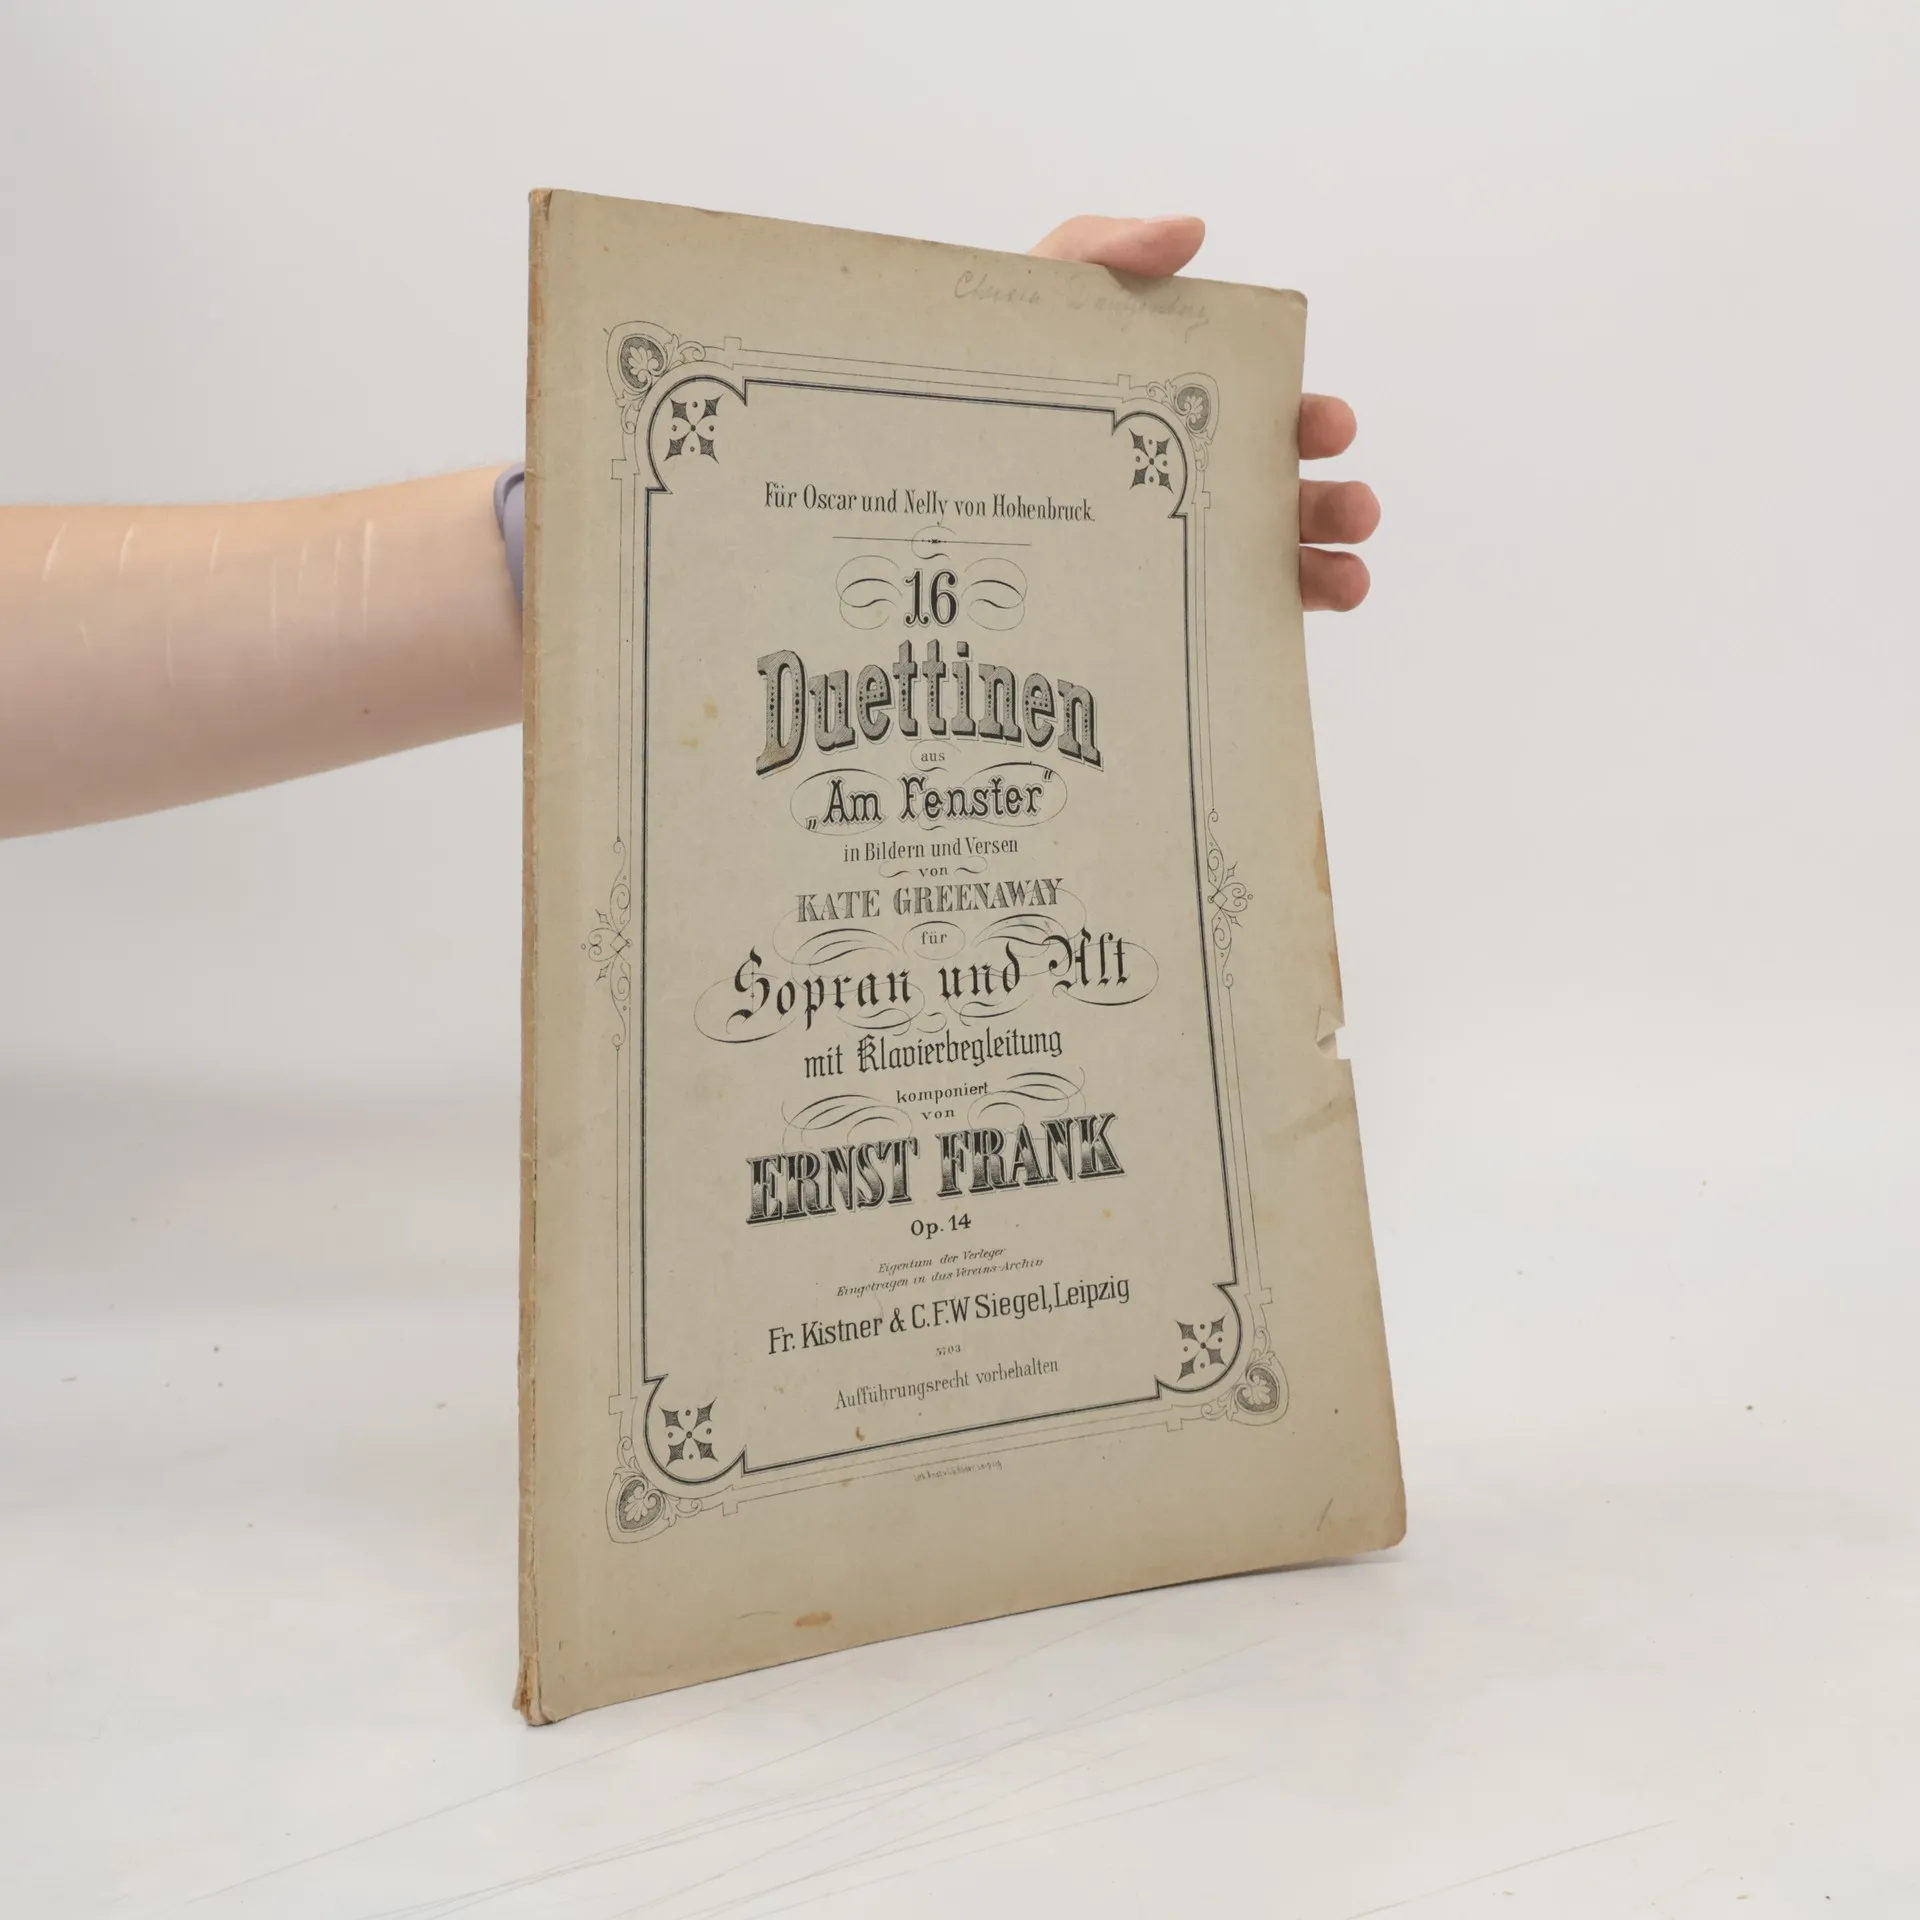 Für Oscar und Nelly von Hohenbruck.
16
Duettinen
aus
„Am Fenster“
in Bildern und Versen
von
KATE GREENAWAY
für
Sopran und Alt
mit Klavierbegleitung
komponiert
von
ERNST FRANK
Op. 14
Eigentum der Verleger
Eingetragen in das Vereins-Archiv
Fr. Kistner & C.F.W Siegel, Leipzig
5703
Aufführungsrecht vorbehalten
1.